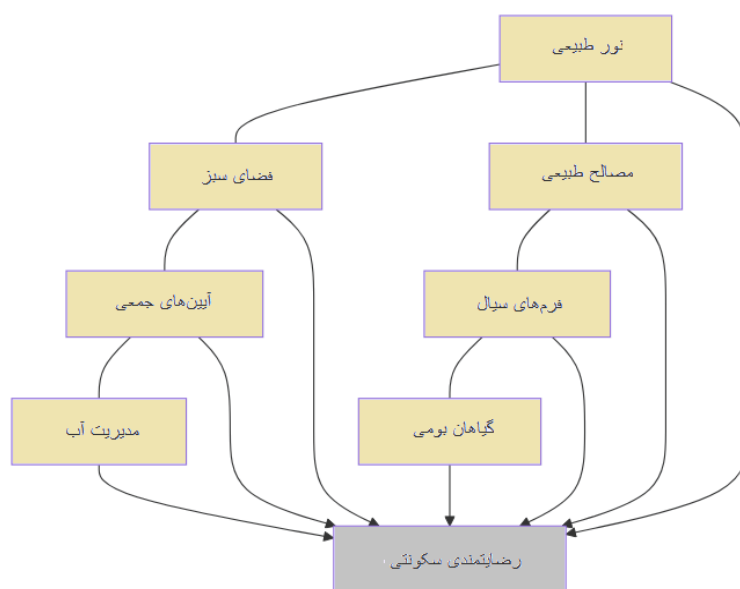 نور طبیعی
فضای سبز
مصالح طبیعی
آیین‌های جمعی
فرم‌های سیال
مدیریت آب
گیاهان بومی
رضایتمندی سکونتی